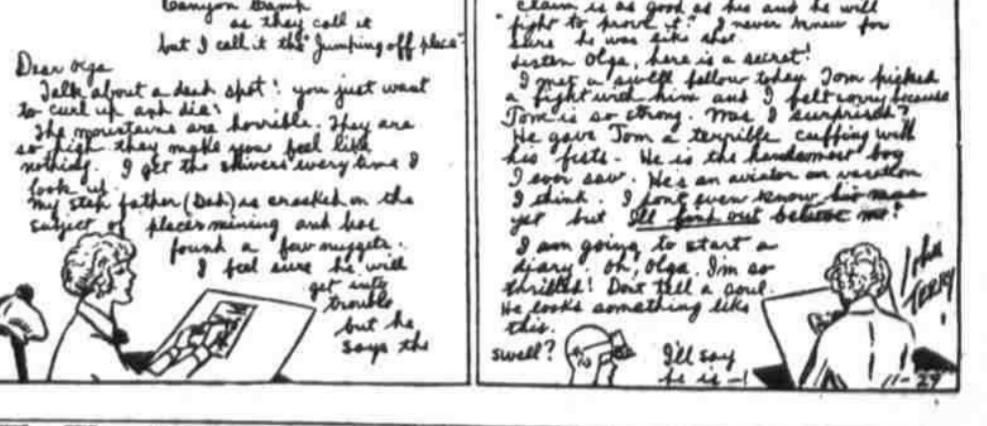 Canyon Camp
as they call it
but I call it the "Jumping off place".
Dear Olga
Talk about a dead spot! you just want
to curl up and die!
The mountains are horrible. They are
so high they make you feel like
nothing. I get the shivers every time I
look up.
My step father (Dad) is cracked on the
subject of placer mining and has
found a few nuggets.
I feel sure he will
get into
trouble
but he
says the
claim is as good as his and he will
fight to prove it." I never knew for
sure he was like that.
Listen Olga, here is a secret!
I met a swell fellow today. Tom picked
a fight with him and I felt sorry because
Tom is so strong. Was I surprised?
He gave Tom a terrible cuffing with
his fists. He is the handsomest boy
I ever saw. He's an aviator on vacation
I think. I dont even know his name
yet but I'll find out believe me!
I am going to start a
diary. Oh, Olga. I'm so
thrilled! Dont tell a soul.
He looks something like
this.
swell? I'll say
he is —!
John
TERRY
11-29